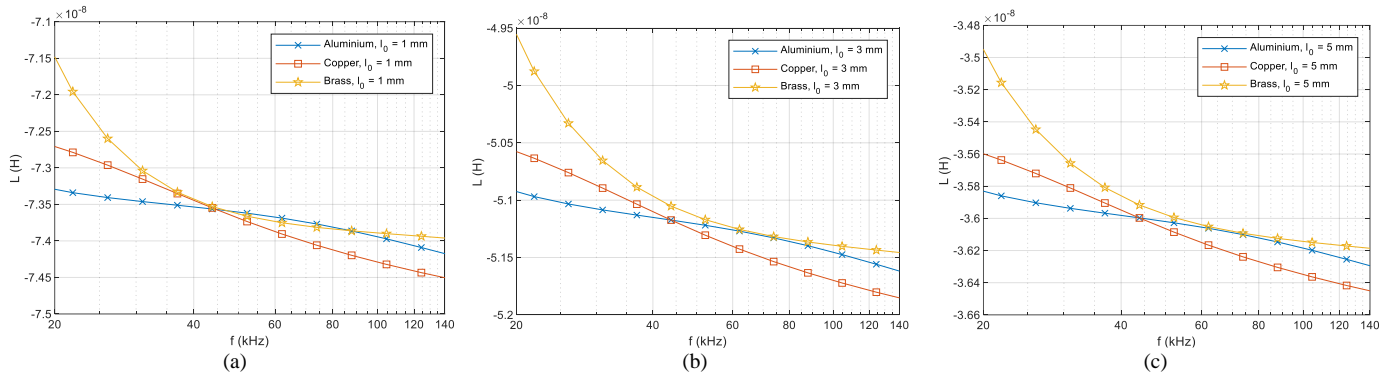 ×10⁻⁸
-7.1
-7.15
-7.2
-7.25
-7.3
-7.35
-7.4
-7.45
-7.5
L (H)
Aluminium, l₀ = 1 mm
Copper, l₀ = 1 mm
Brass, l₀ = 1 mm
20 40 60 80 100 120 140
f (kHz)
(a)
×10⁻⁸
-4.95
-5
-5.05
-5.1
-5.15
-5.2
L (H)
Aluminium, l₀ = 3 mm
Copper, l₀ = 3 mm
Brass, l₀ = 3 mm
20 40 60 80 100 120 140
f (kHz)
(b)
×10⁻⁸
-3.48
-3.5
-3.52
-3.54
-3.56
-3.58
-3.6
-3.62
-3.64
-3.66
L (H)
Aluminium, l₀ = 5 mm
Copper, l₀ = 5 mm
Brass, l₀ = 5 mm
20 40 60 80 100 120 140
f (kHz)
(c)